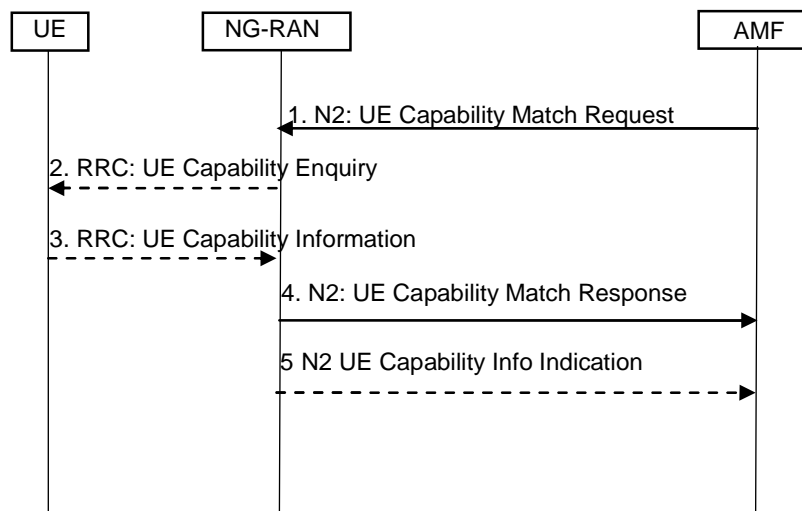 UE
NG-RAN
AMF
1. N2: UE Capability Match Request
2. RRC: UE Capability Enquiry
3. RRC: UE Capability Information
4. N2: UE Capability Match Response
5 N2 UE Capability Info Indication